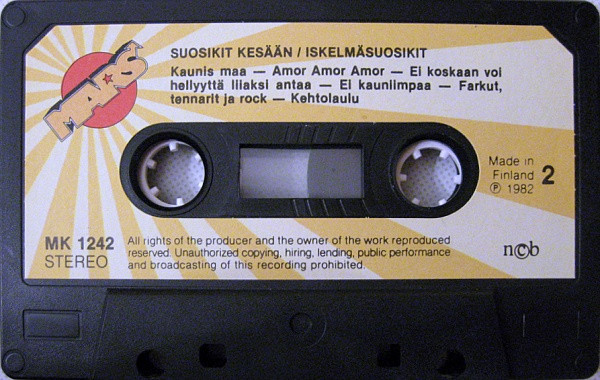 MARS
SUOSIKIT KESÄÄN / ISKELMÄSUOSIKIT
Kaunis maa — Amor Amor Amor — Ei koskaan voi
hellyyttä liiaksi antaa — Ei kauniimpaa — Farkut,
tennarit ja rock — Kehtolaulu
Made in
Finland
℗ 1982
2
MK 1242
STEREO
All rights of the producer and the owner of the work reproduced
reserved. Unauthorized copying, hiring, lending, public performance
and broadcasting of this recording prohibited.
ncb